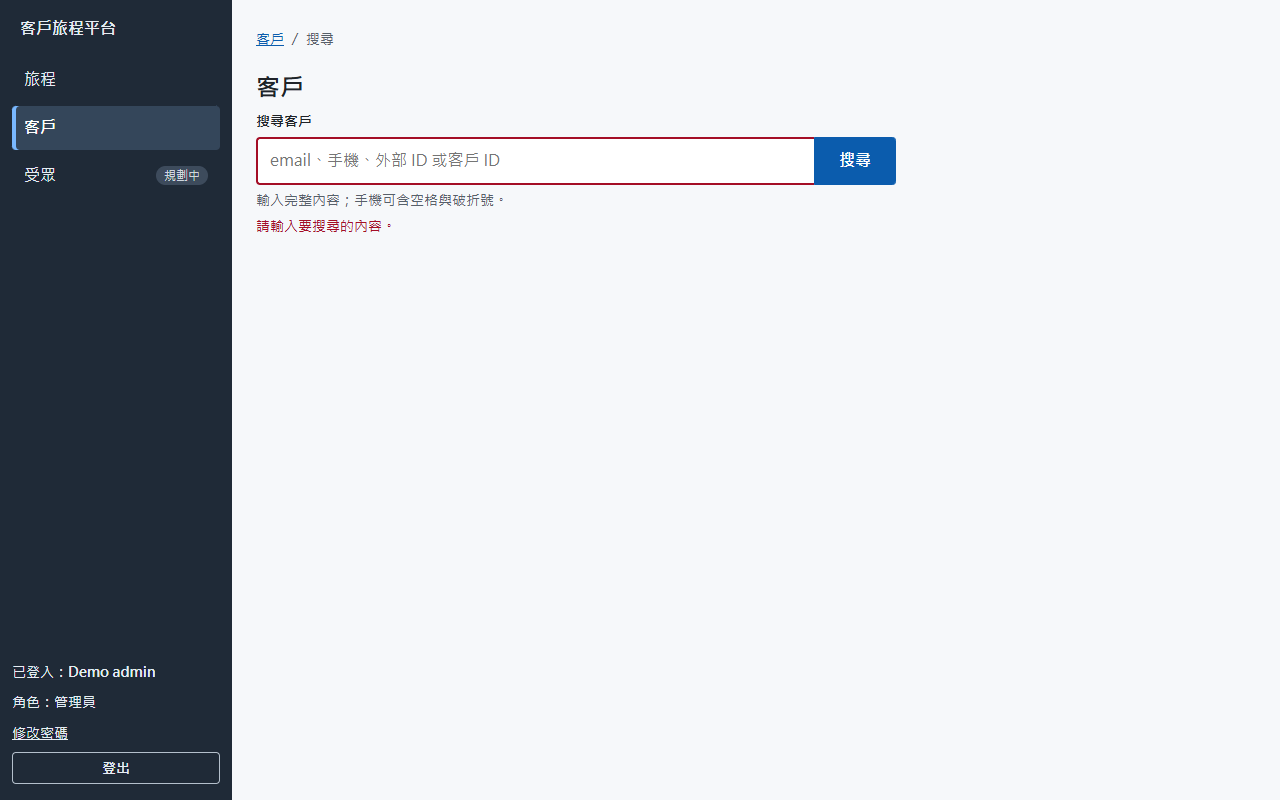 客戶旅程平台
旅程
客戶
受眾 規劃中
已登入：Demo admin
角色：管理員
修改密碼
登出
客戶 / 搜尋
客戶
搜尋客戶
email、手機、外部 ID 或客戶 ID 搜尋
輸入完整內容；手機可含空格與破折號。
請輸入要搜尋的內容。